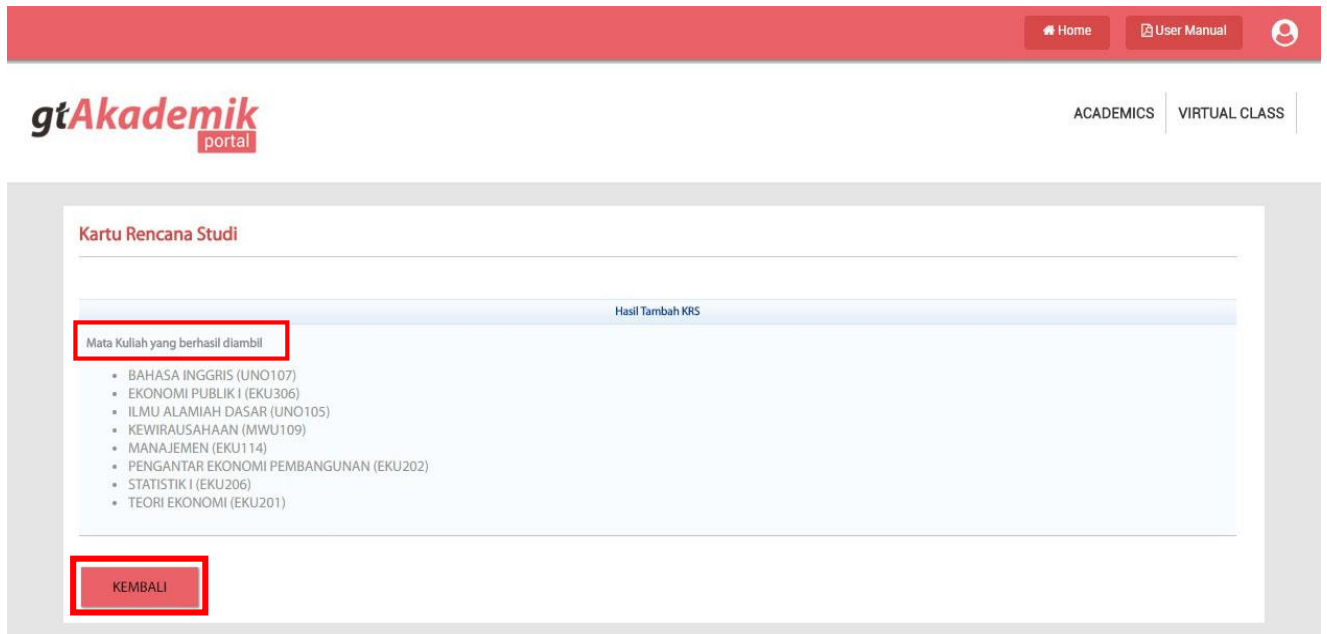 Home
User Manual
gtAkademik
portal
ACADEMICS
VIRTUAL CLASS
Kartu Rencana Studi
Hasil Tambah KRS
Mata Kuliah yang berhasil diambil
BAHASA INGGRIS (UNO107)
EKONOMI PUBLIK I (EKU306)
ILMU ALAMIAH DASAR (UNO105)
KEWIRAUSAHAAN (MWU109)
MANAJEMEN (EKU114)
PENGANTAR EKONOMI PEMBANGUNAN (EKU202)
STATISTIK I (EKU206)
TEORI EKONOMI (EKU201)
KEMBALI